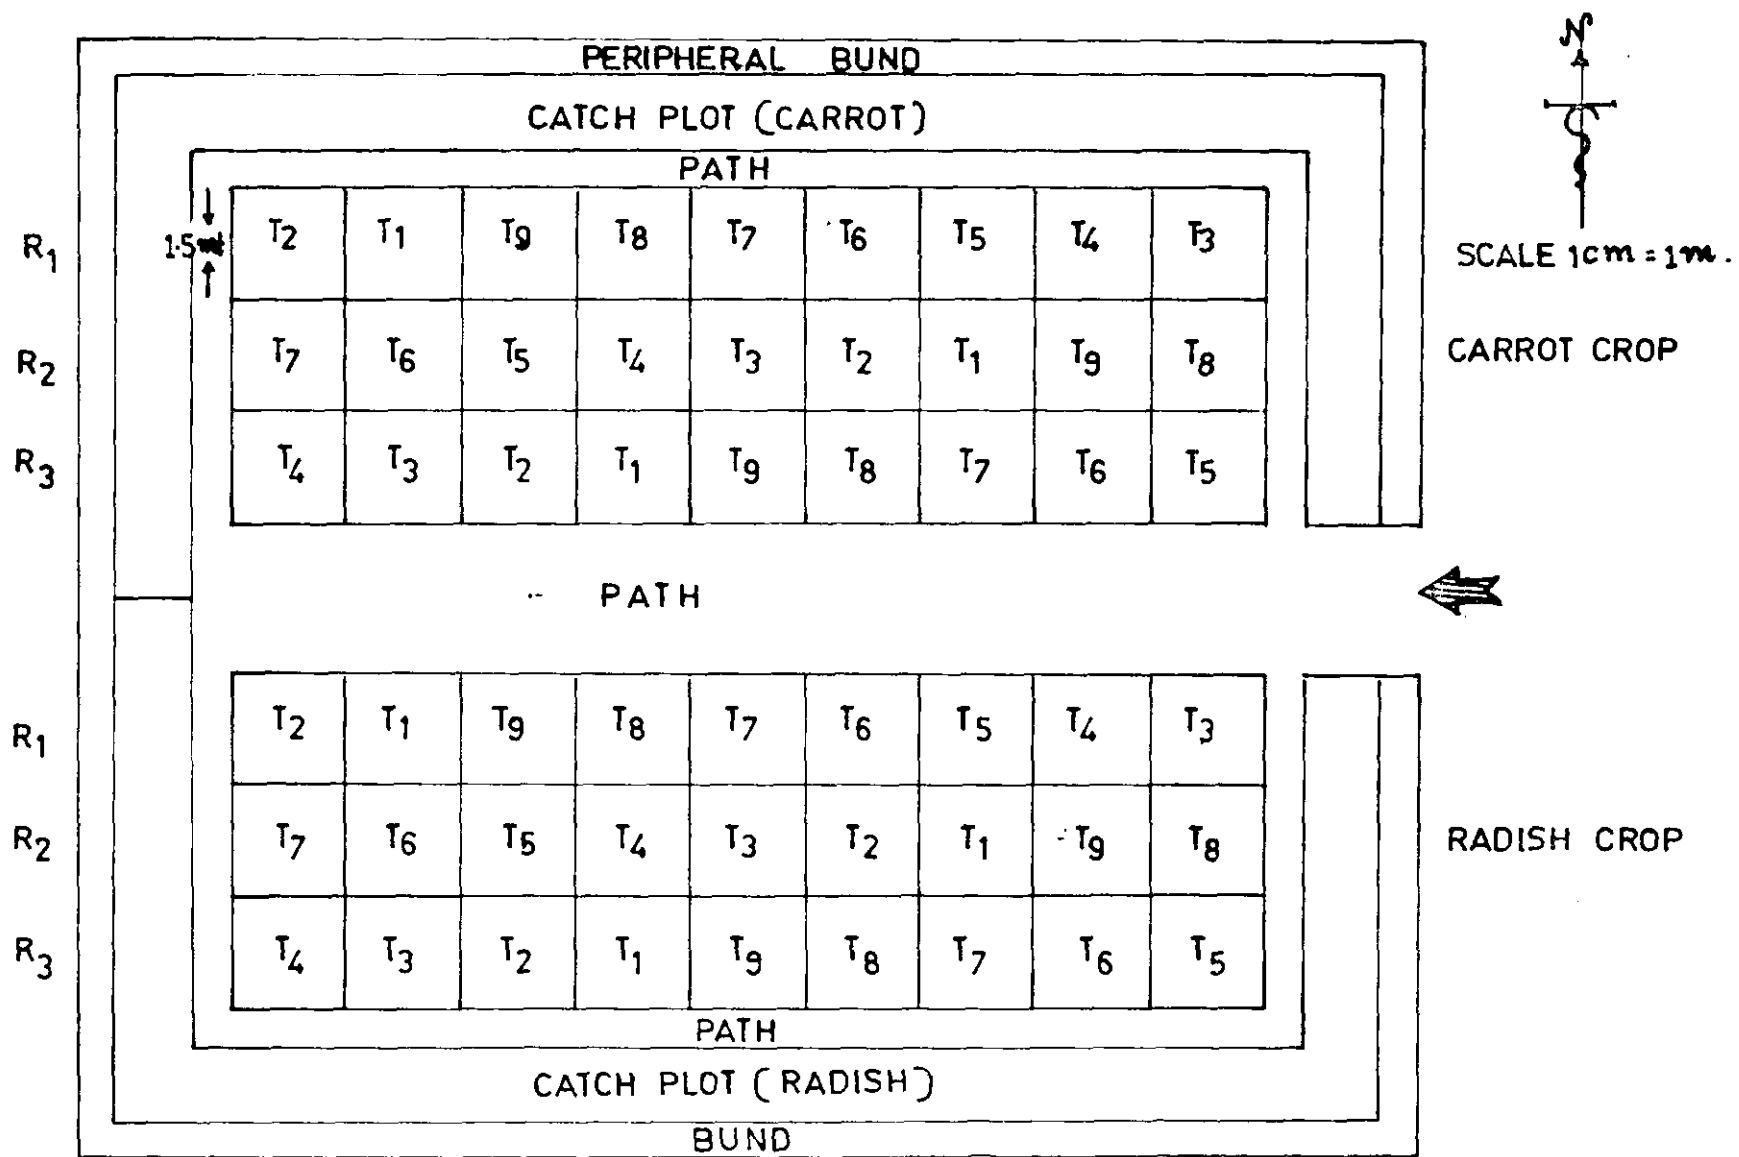 N
PERIPHERAL BUND
CATCH PLOT (CARROT)
PATH
R1 1.5 T2 T1 T9 T8 T7 T6 T5 T4 T3
SCALE 1cm = 1m.
R2 T7 T6 T5 T4 T3 T2 T1 T9 T8 CARROT CROP
R3 T4 T3 T2 T1 T9 T8 T7 T6 T5
PATH
R1 T2 T1 T9 T8 T7 T6 T5 T4 T3
R2 T7 T6 T5 T4 T3 T2 T1 T9 T8 RADISH CROP
R3 T4 T3 T2 T1 T9 T8 T7 T6 T5
PATH
CATCH PLOT (RADISH)
BUND